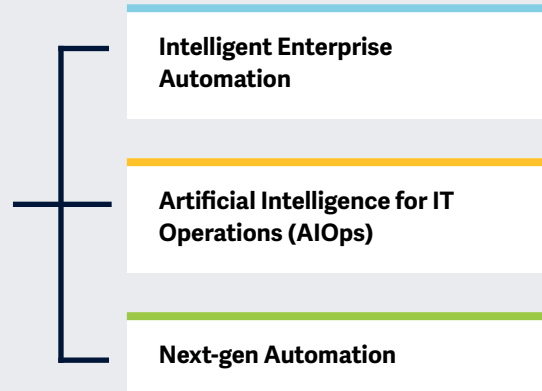 Intelligent Enterprise
Automation
Artificial Intelligence for IT
Operations (AIOps)
Next-gen Automation